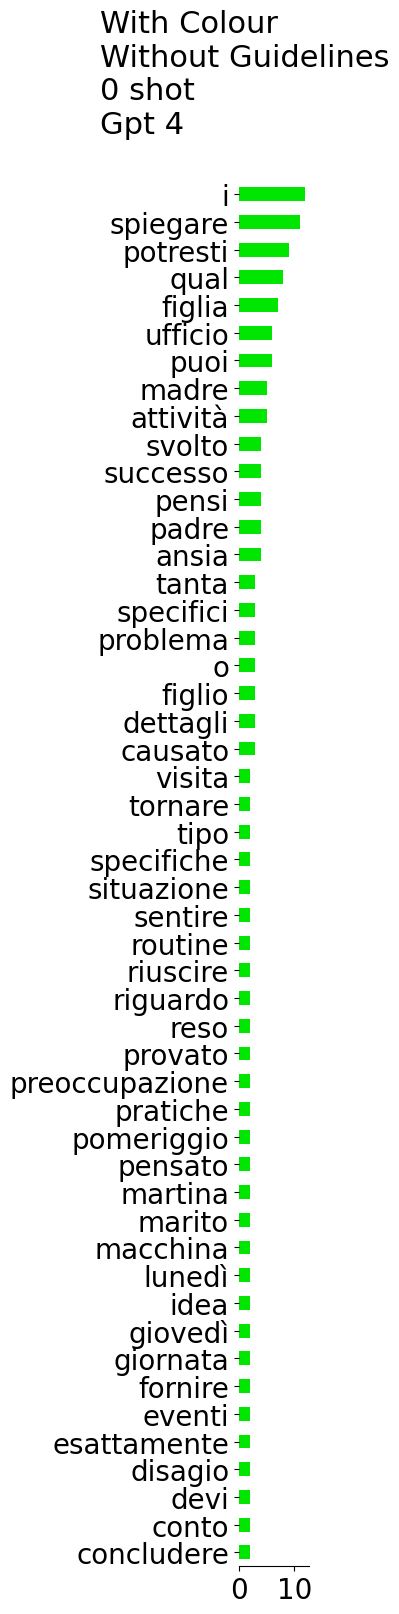 With Colour
Without Guidelines
0 shot
Gpt 4
i
spiegare
potresti
qual
figlia
ufficio
puoi
madre
attività
svolto
successo
pensi
padre
ansia
tanta
specifici
problema
o
figlio
dettagli
causato
visita
tornare
tipo
specifiche
situazione
sentire
routine
riuscire
riguardo
reso
provato
preoccupazione
pratiche
pomeriggio
pensato
martina
marito
macchina
lunedì
idea
giovedì
giornata
fornire
eventi
esattamente
disagio
devi
conto
concludere
0 10